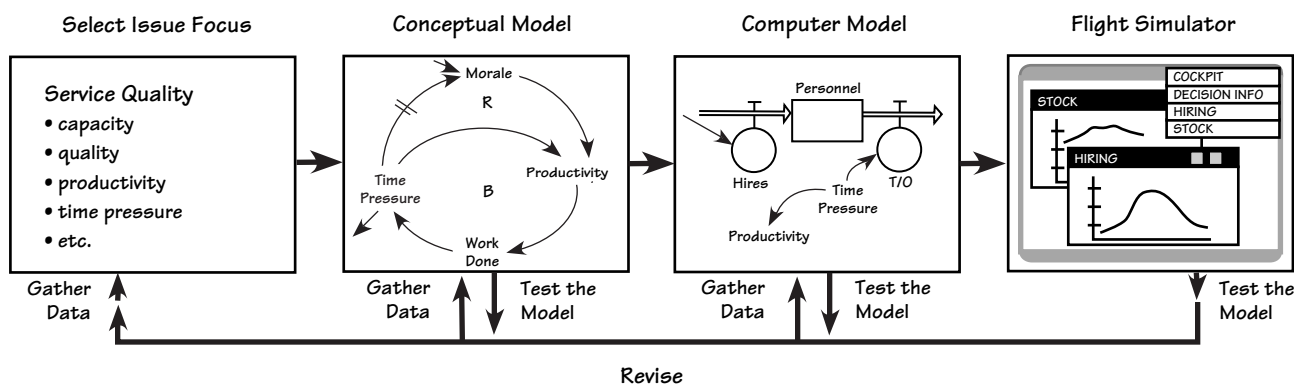 Select Issue Focus
Conceptual Model
Computer Model
Flight Simulator
Service Quality
• capacity
• quality
• productivity
• time pressure
• etc.
Morale
R
Productivity
Time
Pressure
B
Work
Done
Personnel
Hires
T/O
Time
Pressure
Productivity
COCKPIT
DECISION INFO
HIRING
STOCK
STOCK
HIRING
Gather
Data
Gather
Data
Test the
Model
Gather
Data
Test the
Model
Test the
Model
Revise